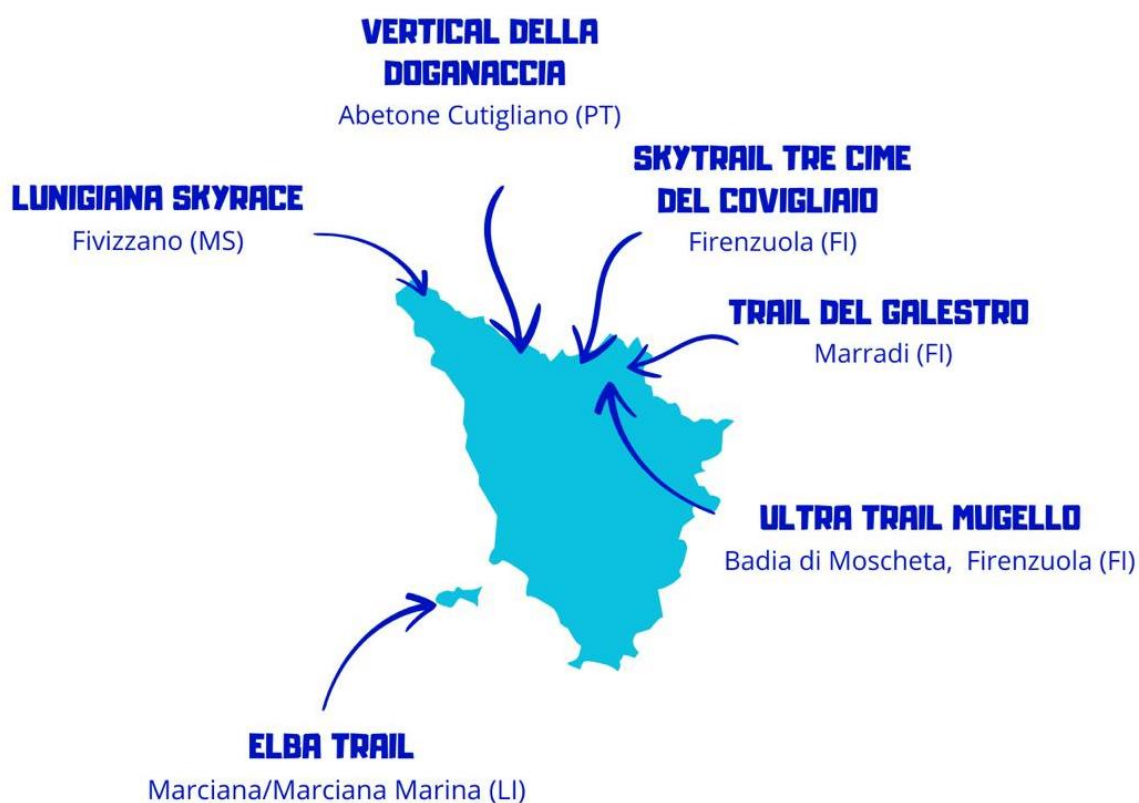 VERTICAL DELLA
DOGANACCIA
Abetone Cutigliano (PT)
SKYTRAIL TRE CIME
DEL COVIGLIAIO
Firenzuola (FI)
LUNIGIANA SKYRACE
Fivizzano (MS)
TRAIL DEL GALESTRO
Marradi (FI)
ULTRA TRAIL MUGELLO
Badia di Moscheta, Firenzuola (FI)
ELBA TRAIL
Marciana/Marciana Marina (LI)